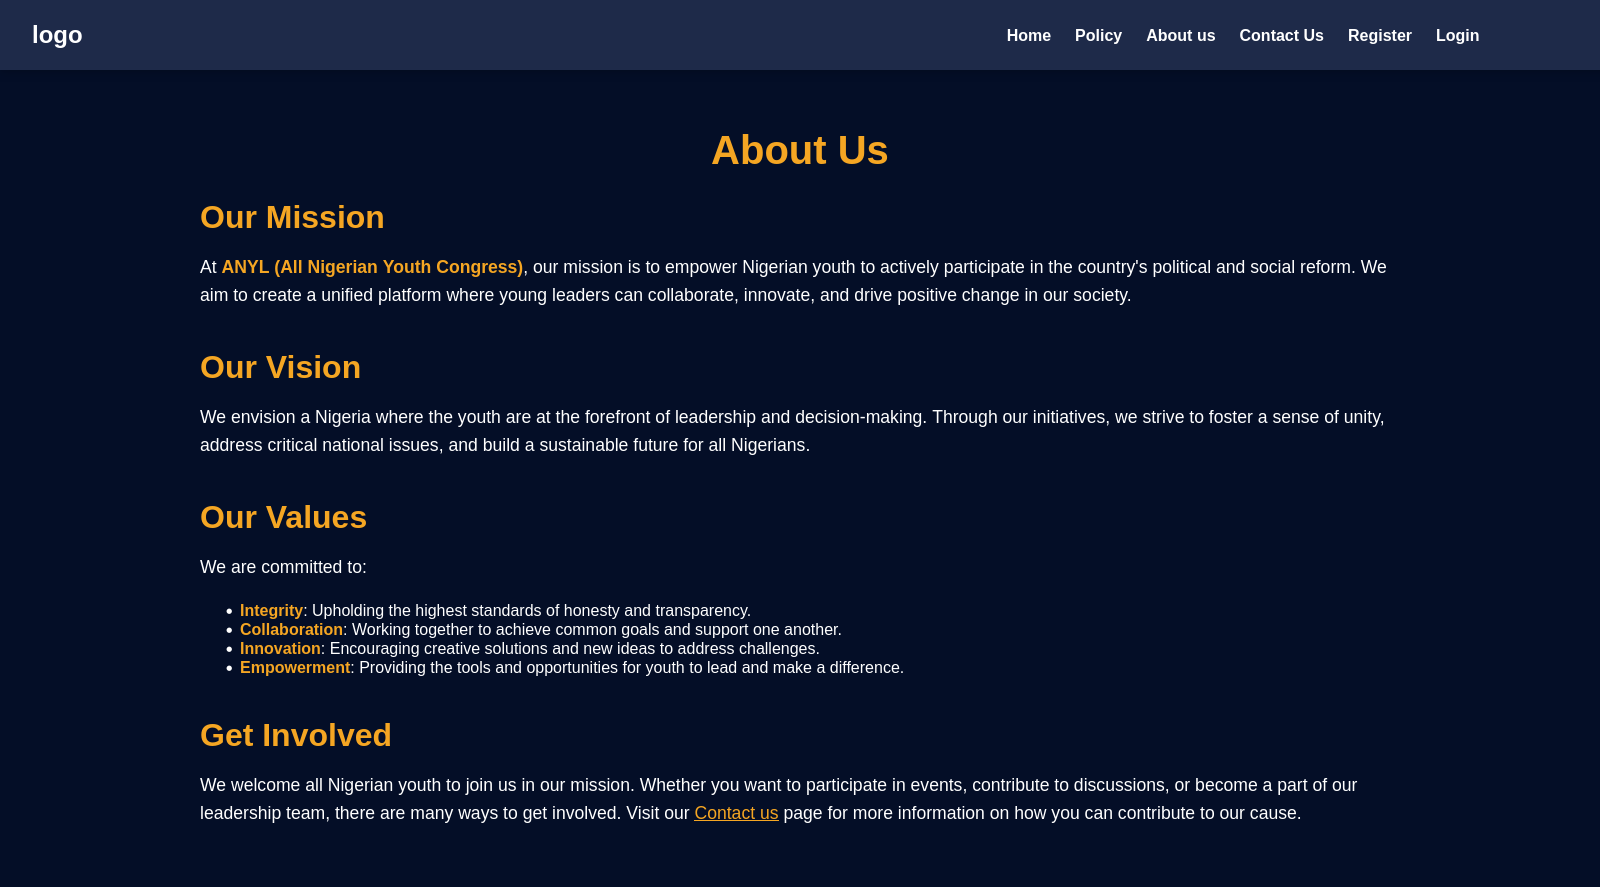 logo
Home Policy About us Contact Us Register Login
About Us
Our Mission
At ANYL (All Nigerian Youth Congress), our mission is to empower Nigerian youth to actively participate in the country's political and social reform. We
aim to create a unified platform where young leaders can collaborate, innovate, and drive positive change in our society.
Our Vision
We envision a Nigeria where the youth are at the forefront of leadership and decision-making. Through our initiatives, we strive to foster a sense of unity,
address critical national issues, and build a sustainable future for all Nigerians.
Our Values
We are committed to:
• Integrity: Upholding the highest standards of honesty and transparency.
• Collaboration: Working together to achieve common goals and support one another.
• Innovation: Encouraging creative solutions and new ideas to address challenges.
• Empowerment: Providing the tools and opportunities for youth to lead and make a difference.
Get Involved
We welcome all Nigerian youth to join us in our mission. Whether you want to participate in events, contribute to discussions, or become a part of our
leadership team, there are many ways to get involved. Visit our Contact us page for more information on how you can contribute to our cause.